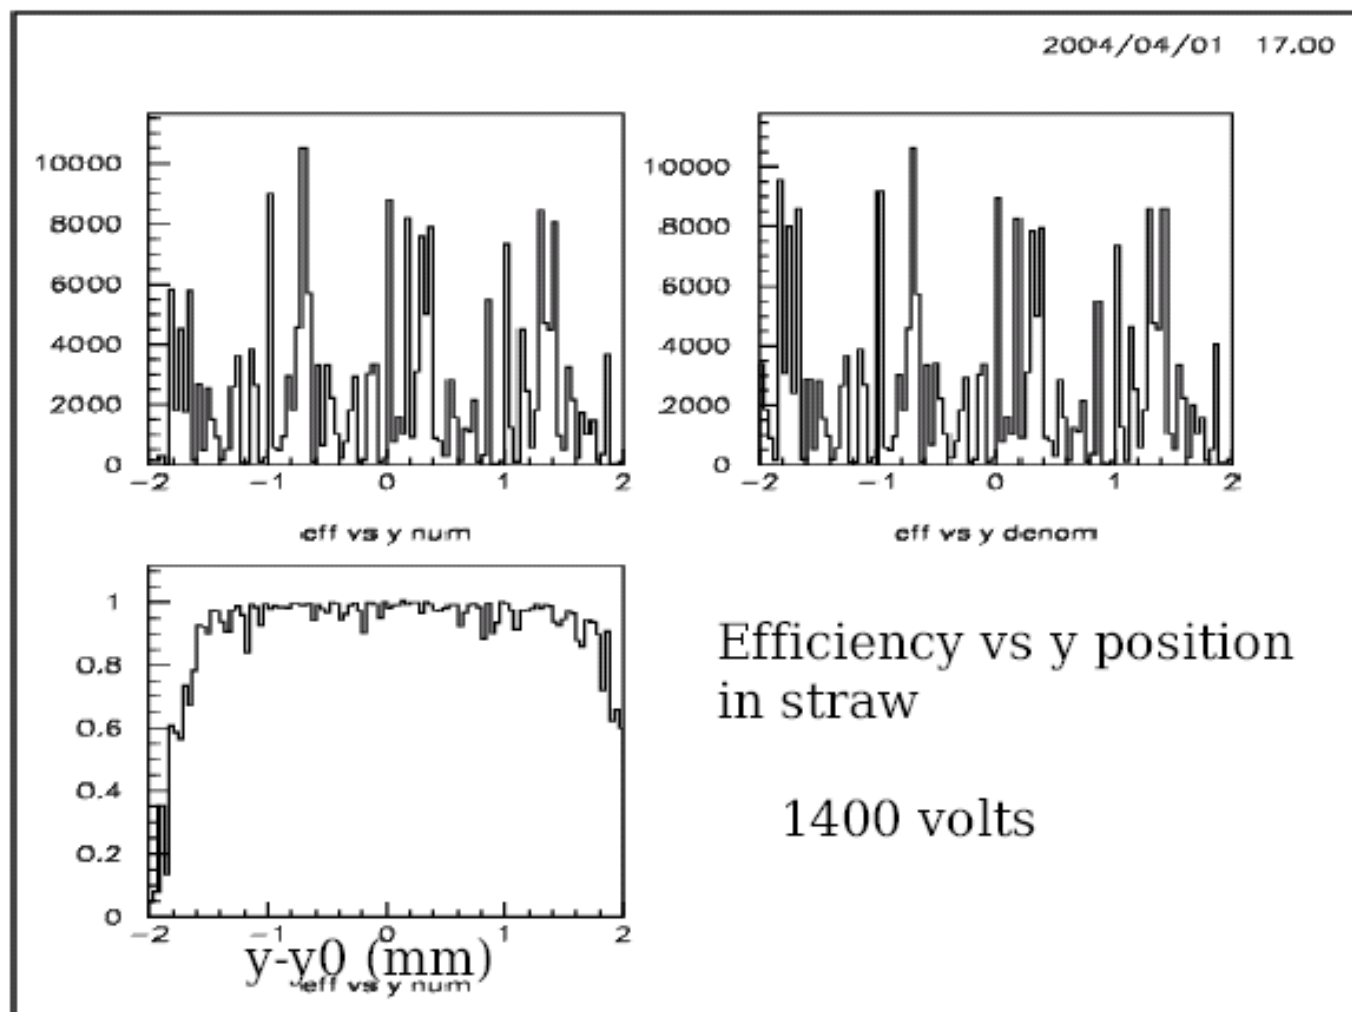 2004/04/01 17.00
10000
8000
6000
4000
2000
0
-2 -1 0 1 2
eff vs y num
10000
8000
6000
4000
2000
0
-2 -1 0 1 2
eff vs y denom
1
0.8
0.6
0.4
0.2
0
-2 -1 0 1 2
y-y0 (mm)
eff vs y num
Efficiency vs y position
in straw
1400 volts